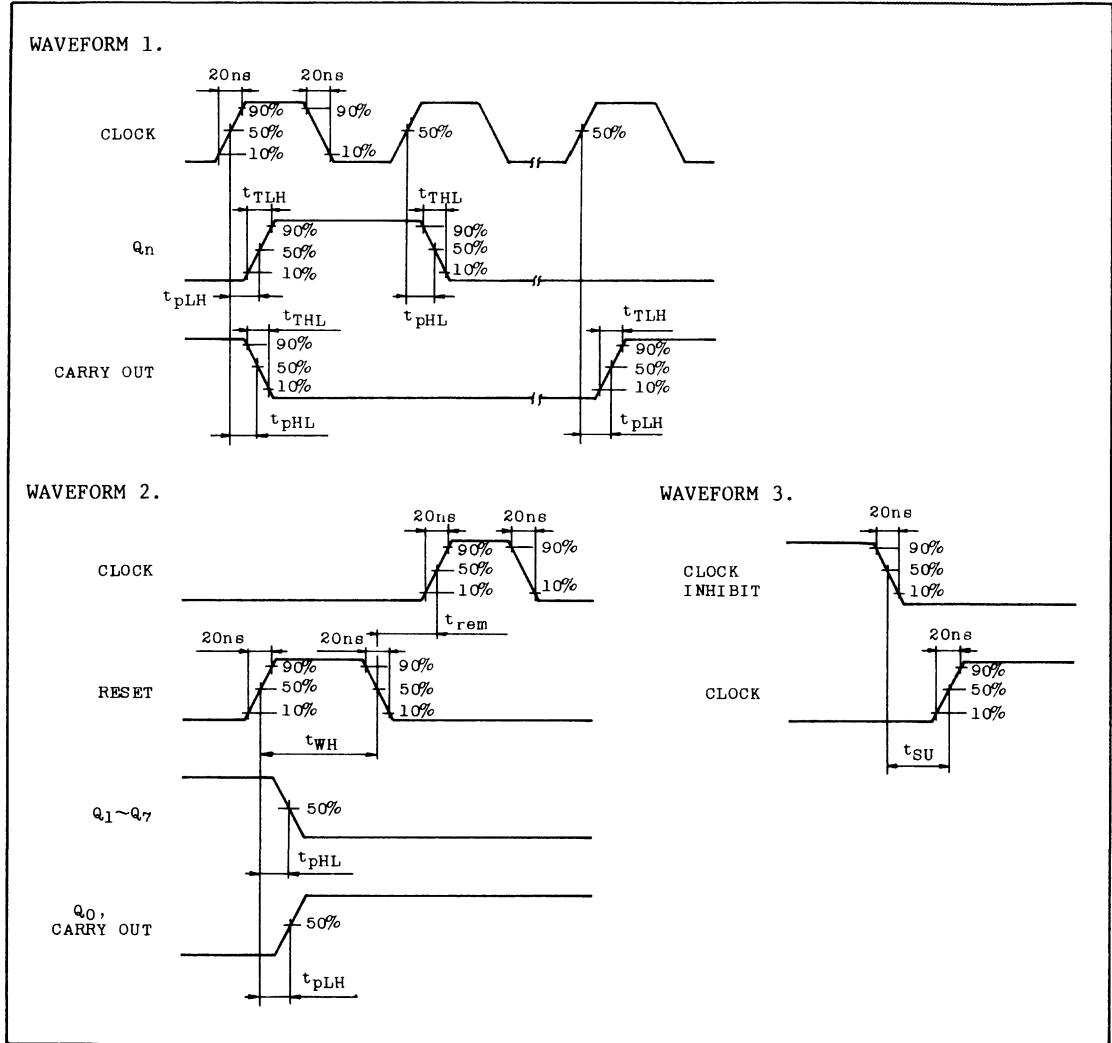 WAVEFORM 1.
20ns 20ns
90% 90%
CLOCK 50% 50% 50%
10% 10%
tTLH tTHL
90% 90%
Qn 50% 50%
10% 10%
tpLH tTHL tpHL tTLH
90% 90%
CARRY OUT 50% 50%
10% 10%
tpHL tpLH
WAVEFORM 2.
20ns 20ns
90% 90%
CLOCK 50%
10% 10%
trem
20ns 20ns
90% 90%
RESET 50% 50%
10% 10%
tWH
Q1~Q7 50%
tpHL
Q0,
CARRY OUT 50%
tpLH
WAVEFORM 3.
20ns
90%
CLOCK 50%
INHIBIT 10%
20ns
90%
CLOCK 50%
10%
tSU